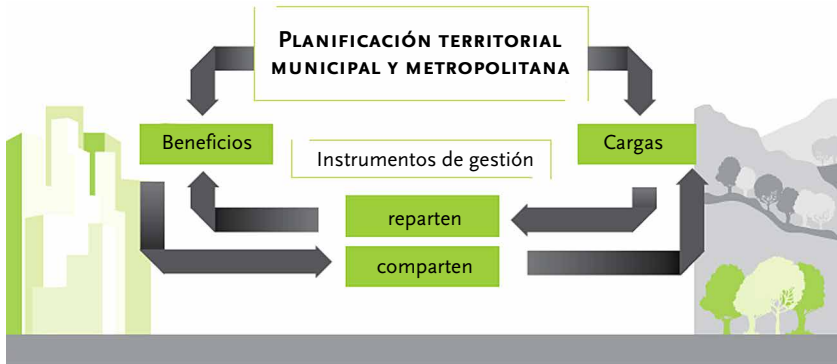 PLANIFICACIÓN TERRITORIAL
MUNICIPAL Y METROPOLITANA
Beneficios
Cargas
Instrumentos de gestión
reparten
comparten